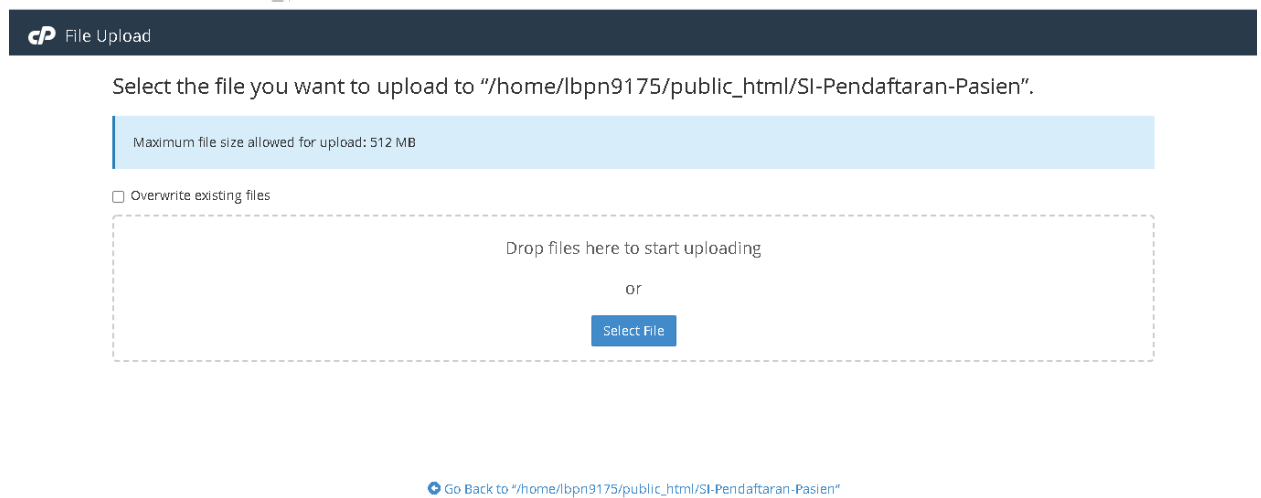 cP File Upload
Select the file you want to upload to “/home/lbpn9175/public_html/SI-Pendaftaran-Pasien”.
Maximum file size allowed for upload: 512 MB
Overwrite existing files
Drop files here to start uploading
or
Select File
Go Back to “/home/lbpn9175/public_html/SI-Pendaftaran-Pasien”